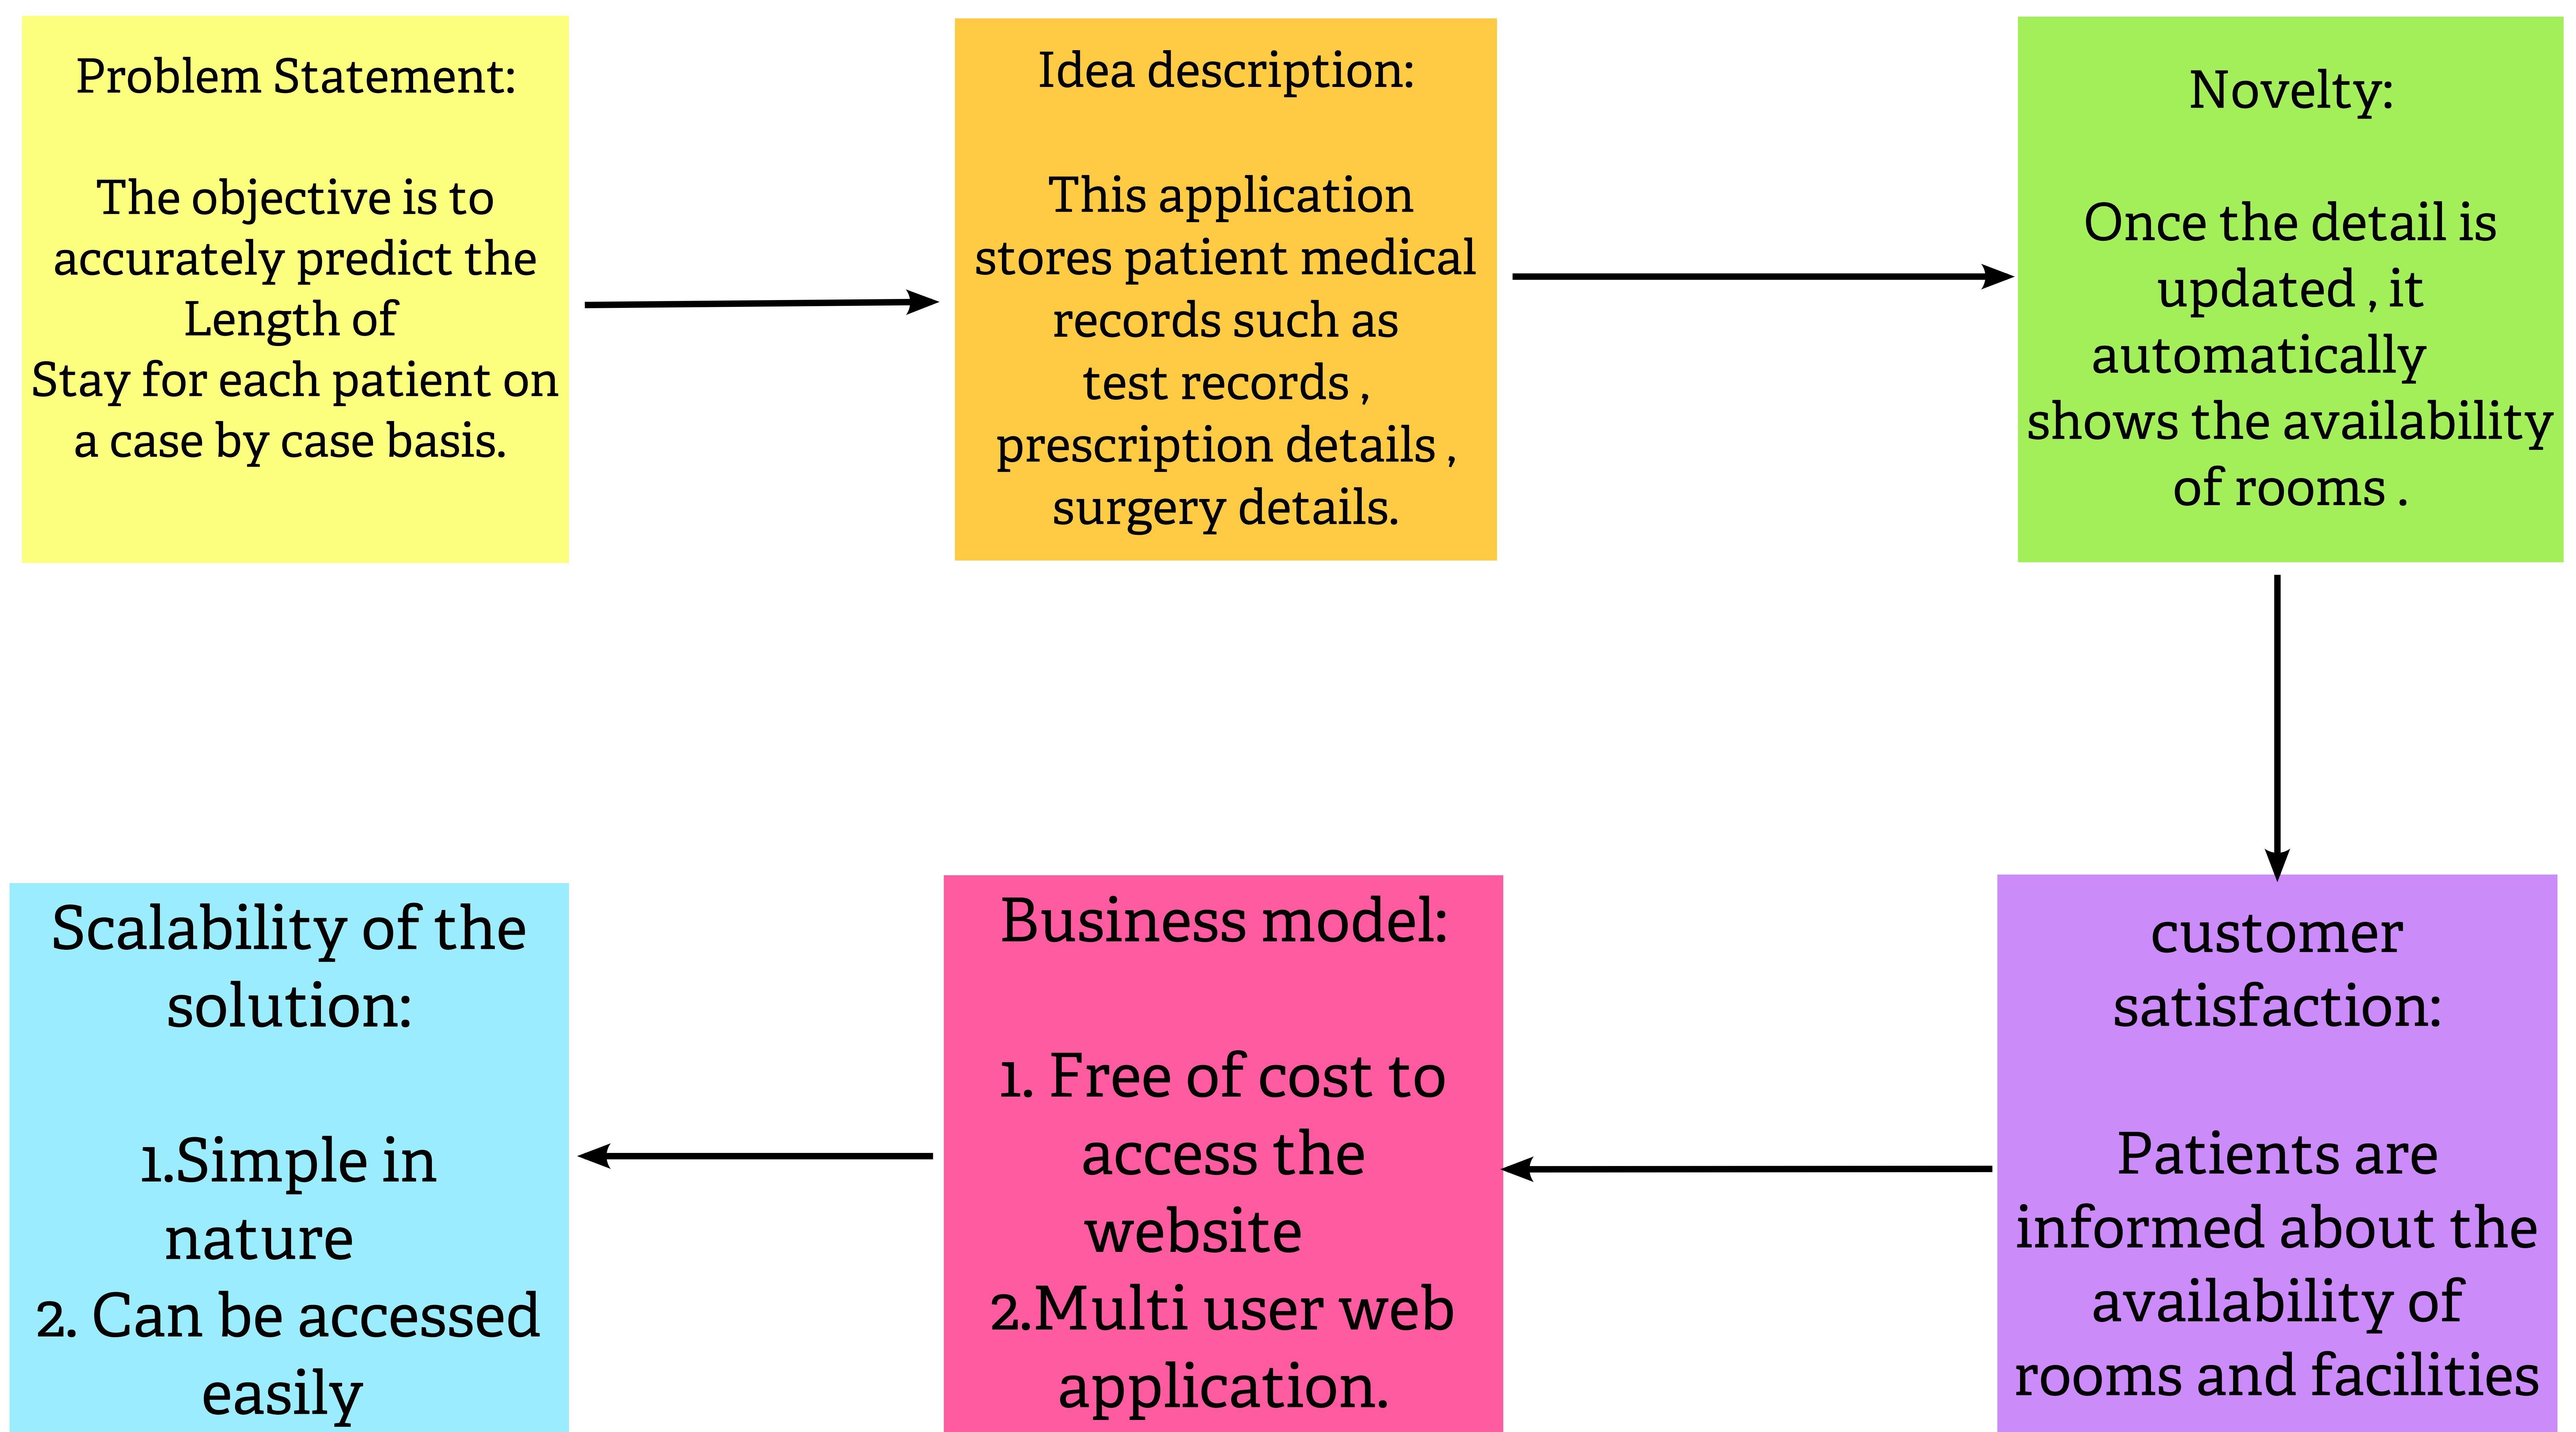 Problem Statement:
The objective is to
accurately predict the
Length of
Stay for each patient on
a case by case basis.
Idea description:
This application
stores patient medical
records such as
test records ,
prescription details ,
surgery details.
Novelty:
Once the detail is
updated , it
automatically
shows the availability
of rooms .
customer
satisfaction:
Patients are
informed about the
availability of
rooms and facilities
Business model:
1. Free of cost to
access the
website
2.Multi user web
application.
Scalability of the
solution:
1.Simple in
nature
2. Can be accessed
easily